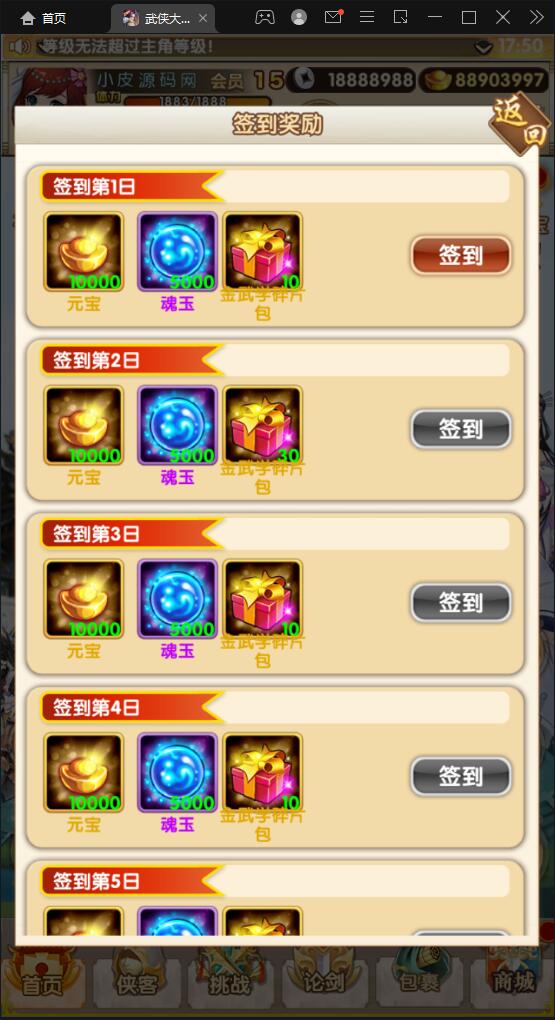 首页
武侠大...
等级无法超过主角等级!
17:50
小皮源码网 会员 15 18888988 88903997
体力 1883/1888
签到奖励
返回
签到第1日
10000 5000 10
元宝 魂玉 金武学碎片包
签到
签到第2日
10000 5000 30
元宝 魂玉 金武学碎片包
签到
签到第3日
10000 5000 10
元宝 魂玉 金武学碎片包
签到
签到第4日
10000 5000 10
元宝 魂玉 金武学碎片包
签到
签到第5日
首页 侠客 挑战 论剑 包裹 商城